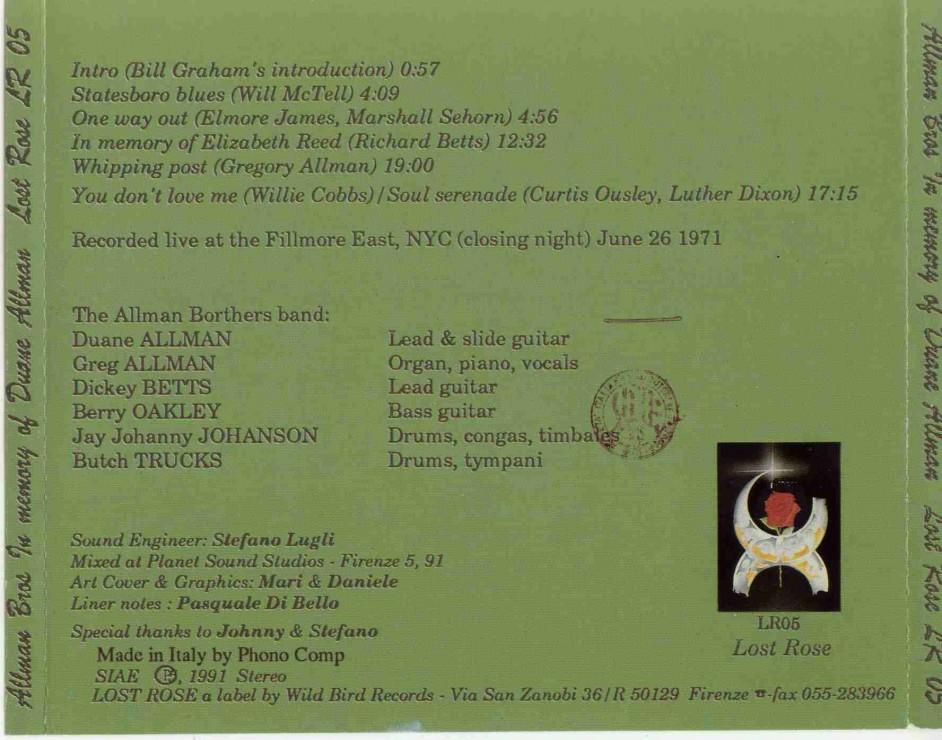 Allman Bros In memory of Duane Allman Lost Rose LR 05
Intro (Bill Graham's introduction) 0:57
Statesboro blues (Will McTell) 4:09
One way out (Elmore James, Marshall Sehorn) 4:56
In memory of Elizabeth Reed (Richard Betts) 12:32
Whipping post (Gregory Allman) 19:00
You don't love me (Willie Cobbs)/Soul serenade (Curtis Ousley, Luther Dixon) 17:15
Recorded live at the Fillmore East, NYC (closing night) June 26 1971
The Allman Borthers band:
Duane ALLMAN Lead & slide guitar
Greg ALLMAN Organ, piano, vocals
Dickey BETTS Lead guitar
Berry OAKLEY Bass guitar
Jay Johanny JOHANSON Drums, congas, timbales
Butch TRUCKS Drums, tympani
Sound Engineer: Stefano Lugli
Mixed at Planet Sound Studios - Firenze 5, 91
Art Cover & Graphics: Mari & Daniele
Liner notes : Pasquale Di Bello
Special thanks to Johnny & Stefano
Made in Italy by Phono Comp
SIAE ℗, 1991 Stereo
LOST ROSE a label by Wild Bird Records - Via San Zanobi 36/R 50129 Firenze ☎-fax 055-283966
LR05
Lost Rose
Allman Bros In memory of Duane Allman Lost Rose LR 05